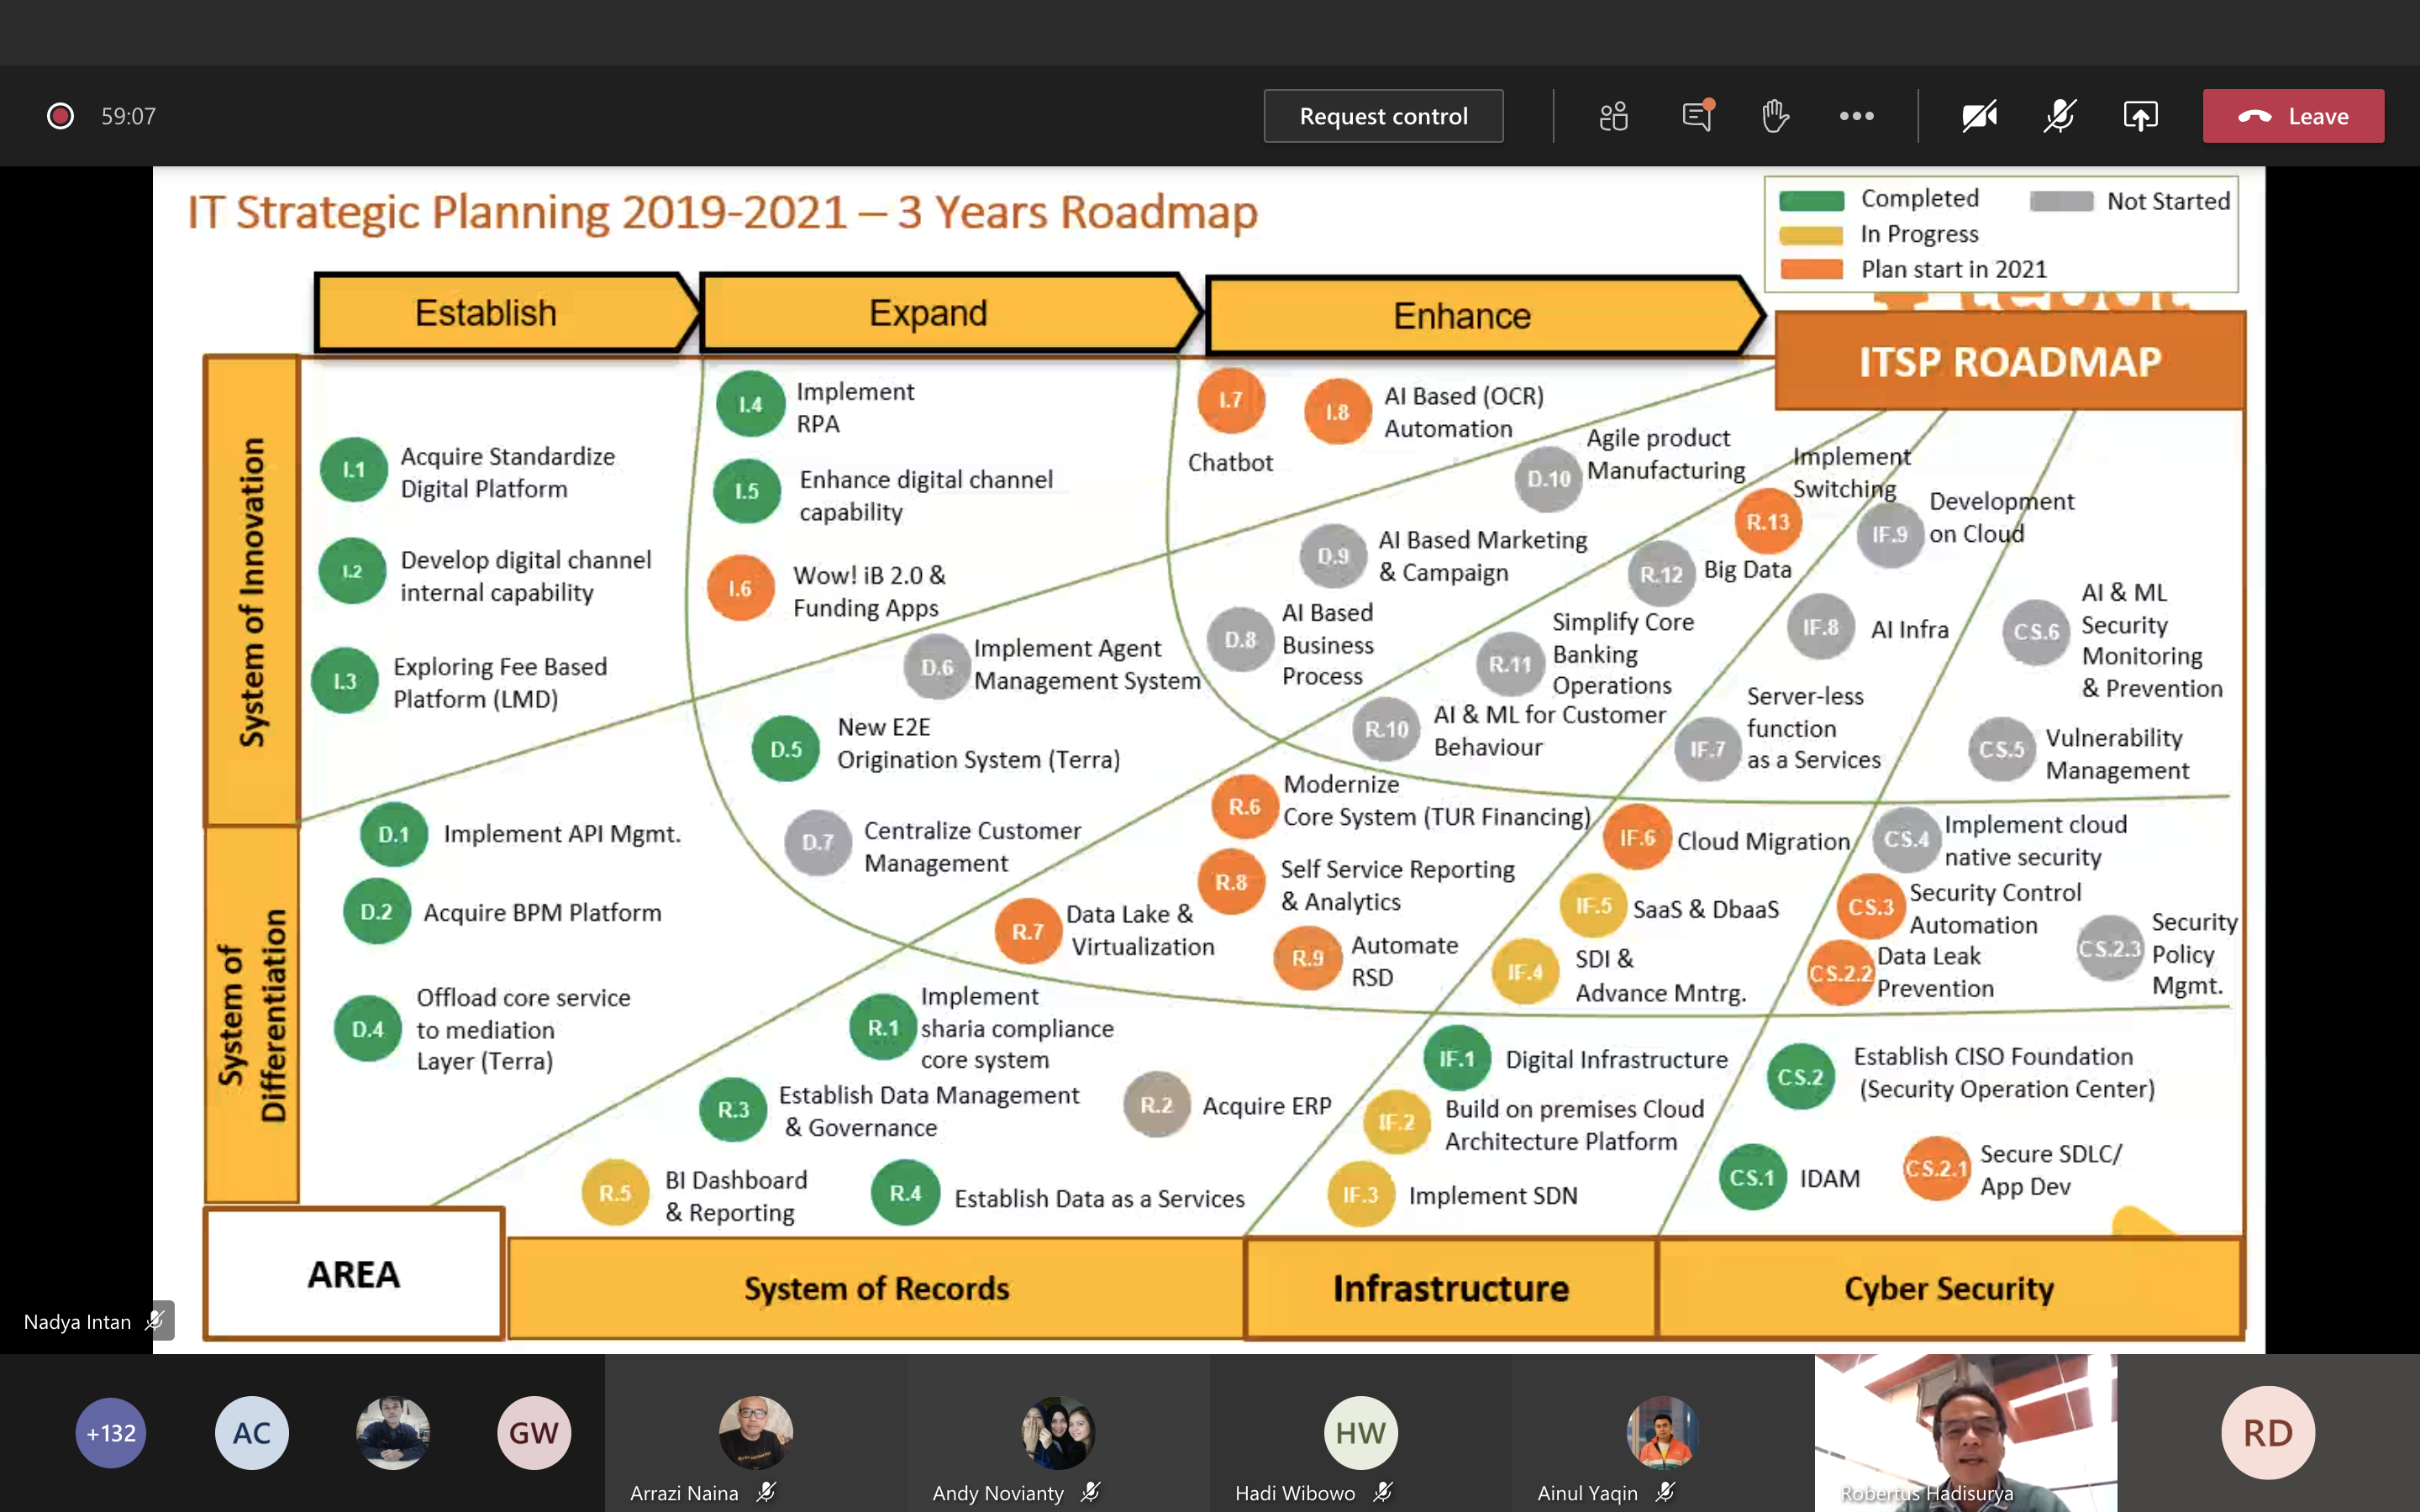 59:07
Request control
Leave
IT Strategic Planning 2019-2021 – 3 Years Roadmap
Completed
Not Started
In Progress
Plan start in 2021
Establish
Expand
Enhance
ITSP ROADMAP
System of Innovation
I.1
Acquire Standardize
Digital Platform
I.2
Develop digital channel
internal capability
I.3
Exploring Fee Based
Platform (LMD)
I.4
Implement
RPA
I.5
Enhance digital channel
capability
I.6
Wow! iB 2.0 &
Funding Apps
I.7
Chatbot
I.8
AI Based (OCR)
Automation
System of
Differentiation
D.1
Implement API Mgmt.
D.2
Acquire BPM Platform
D.4
Offload core service
to mediation
Layer (Terra)
D.5
New E2E
Origination System (Terra)
D.6
Implement Agent
Management System
D.7
Centralize Customer
Management
D.8
AI Based
Business
Process
D.9
AI Based Marketing
& Campaign
D.10
Agile product
Manufacturing
R.13
Implement
Switching
R.12
Big Data
R.11
Simplify Core
Banking
Operations
R.10
AI & ML for Customer
Behaviour
R.6
Modernize
Core System (TUR Financing)
R.8
Self Service Reporting
& Analytics
R.7
Data Lake &
Virtualization
R.9
Automate
RSD
R.1
Implement
sharia compliance
core system
R.3
Establish Data Management
& Governance
R.2
Acquire ERP
R.5
BI Dashboard
& Reporting
R.4
Establish Data as a Services
IF.9
Development
on Cloud
IF.8
AI Infra
IF.7
Server-less
function
as a Services
IF.6
Cloud Migration
IF.5
SaaS & DbaaS
IF.4
SDI &
Advance Mntrg.
IF.1
Digital Infrastructure
IF.2
Build on premises Cloud
Architecture Platform
IF.3
Implement SDN
CS.6
AI & ML
Security
Monitoring
& Prevention
CS.5
Vulnerability
Management
CS.4
Implement cloud
native security
CS.3
Security Control
Automation
CS.2.2
Data Leak
Prevention
CS.2.3
Security
Policy
Mgmt.
CS.2
Establish CISO Foundation
(Security Operation Center)
CS.1
IDAM
CS.2.1
Secure SDLC/
App Dev
AREA
System of Records
Infrastructure
Cyber Security
Nadya Intan
+132
AC
GW
Arrazi Naina
Andy Novianty
HW
Hadi Wibowo
Ainul Yaqin
Robertus Hadisurya
RD